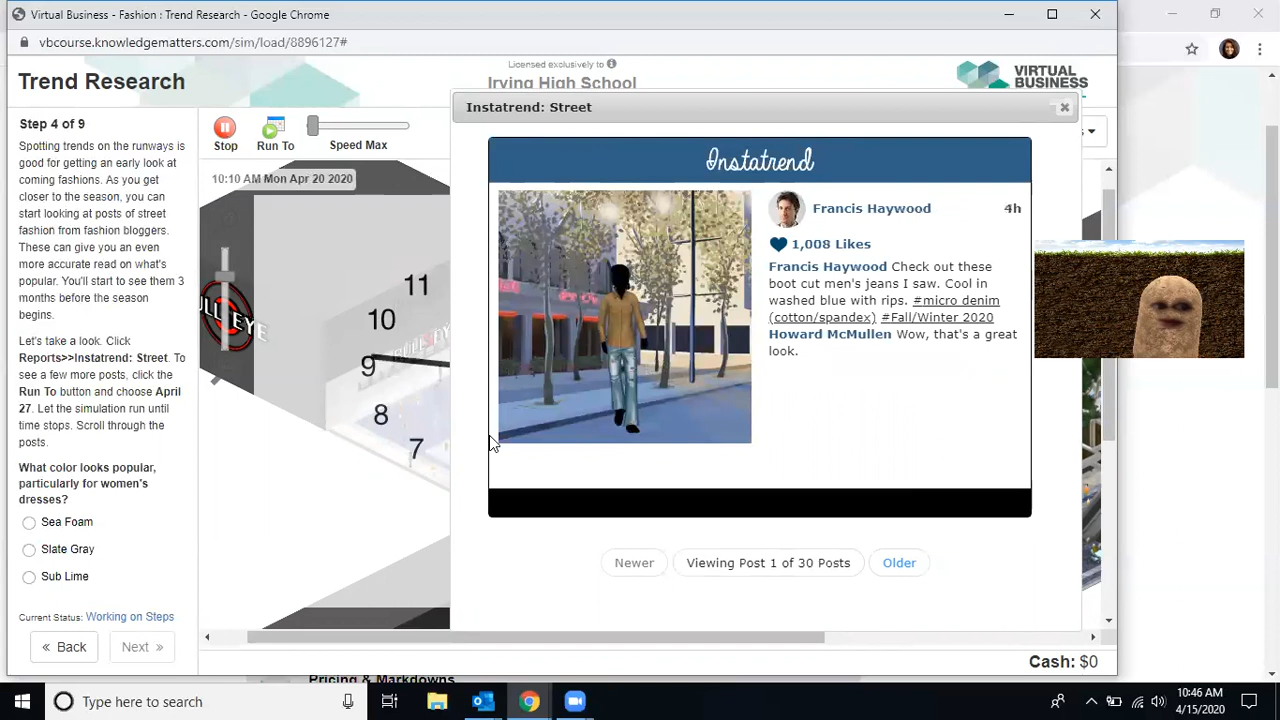 Virtual Business - Fashion : Trend Research - Google Chrome
vbcourse.knowledgematters.com/sim/load/8896127#
Trend Research
Licensed exclusively to
Irving High School
VIRTUAL
BUSINESS
Step 4 of 9
Spotting trends on the runways is
good for getting an early look at
coming fashions. As you get
closer to the season, you can
start looking at posts of street
fashion from fashion bloggers.
These can give you an even
more accurate read on what's
popular. You'll start to see them 3
months before the season
begins.
Let's take a look. Click
Reports>>Instatrend: Street. To
see a few more posts, click the
Run To button and choose April
27. Let the simulation run until
time stops. Scroll through the
posts.
What color looks popular,
particularly for women's
dresses?
Sea Foam
Slate Gray
Sub Lime
Current Status: Working on Steps
« Back
Next »
Stop
Run To
Speed Max
10:10 AM Mon Apr 20 2020
11
10
9
8
7
Instatrend: Street
Instatrend
Francis Haywood
4h
1,008 Likes
Francis Haywood Check out these
boot cut men's jeans I saw. Cool in
washed blue with rips. #micro denim
(cotton/spandex) #Fall/Winter 2020
Howard McMullen Wow, that's a great
look.
Newer
Viewing Post 1 of 30 Posts
Older
Cash: $0
Pricing & Markdowns
Type here to search
10:46 AM
4/15/2020